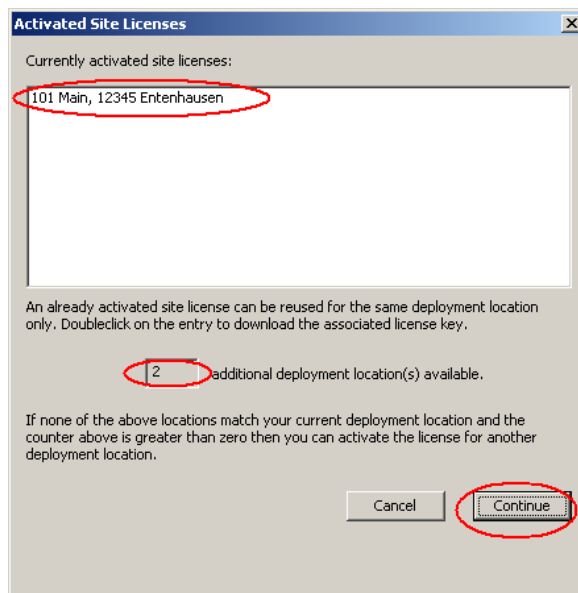 Activated Site Licenses
Currently activated site licenses:
101 Main, 12345 Entenhausen
An already activated site license can be reused for the same deployment location
only. Doubleclick on the entry to download the associated license key.
2 additional deployment location(s) available.
If none of the above locations match your current deployment location and the
counter above is greater than zero then you can activate the license for another
deployment location.
Cancel Continue